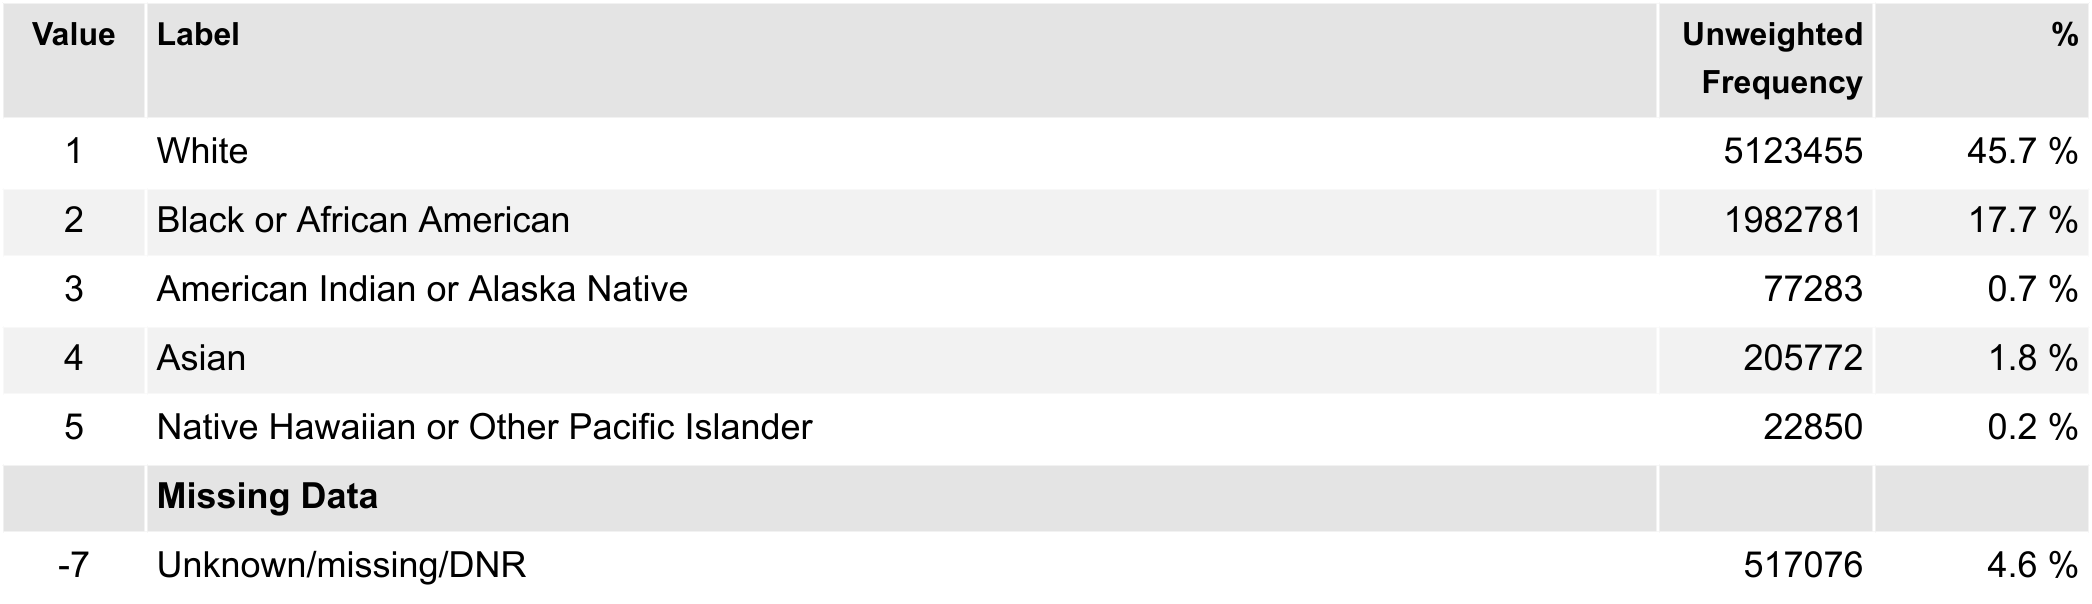 Value Label Unweighted Frequency %
1 White 5123455 45.7 %
2 Black or African American 1982781 17.7 %
3 American Indian or Alaska Native 77283 0.7 %
4 Asian 205772 1.8 %
5 Native Hawaiian or Other Pacific Islander 22850 0.2 %
Missing Data
-7 Unknown/missing/DNR 517076 4.6 %